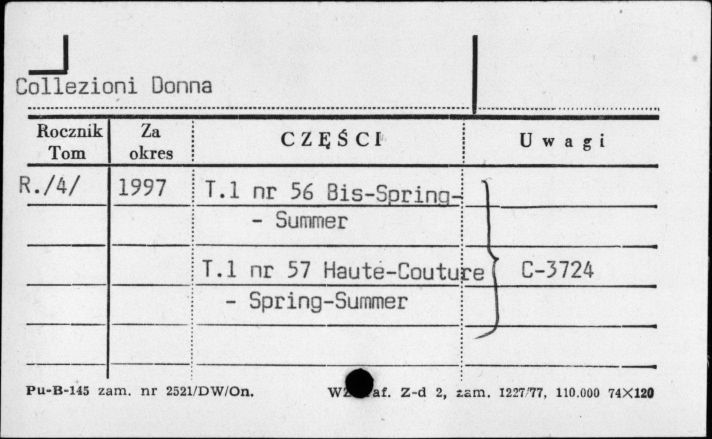 Collezioni Donna
Rocznik Tom Za okres CZĘŚCI Uwagi
R./4/ 1997 T.1 nr 56 Bis-Spring-
- Summer
T.1 nr 57 Haute-Couture C-3724
- Spring-Summer
Pu-B-145 zam. nr 2521/DW/On. Z-d 2, zam. 1227/77, 110.000 74×120